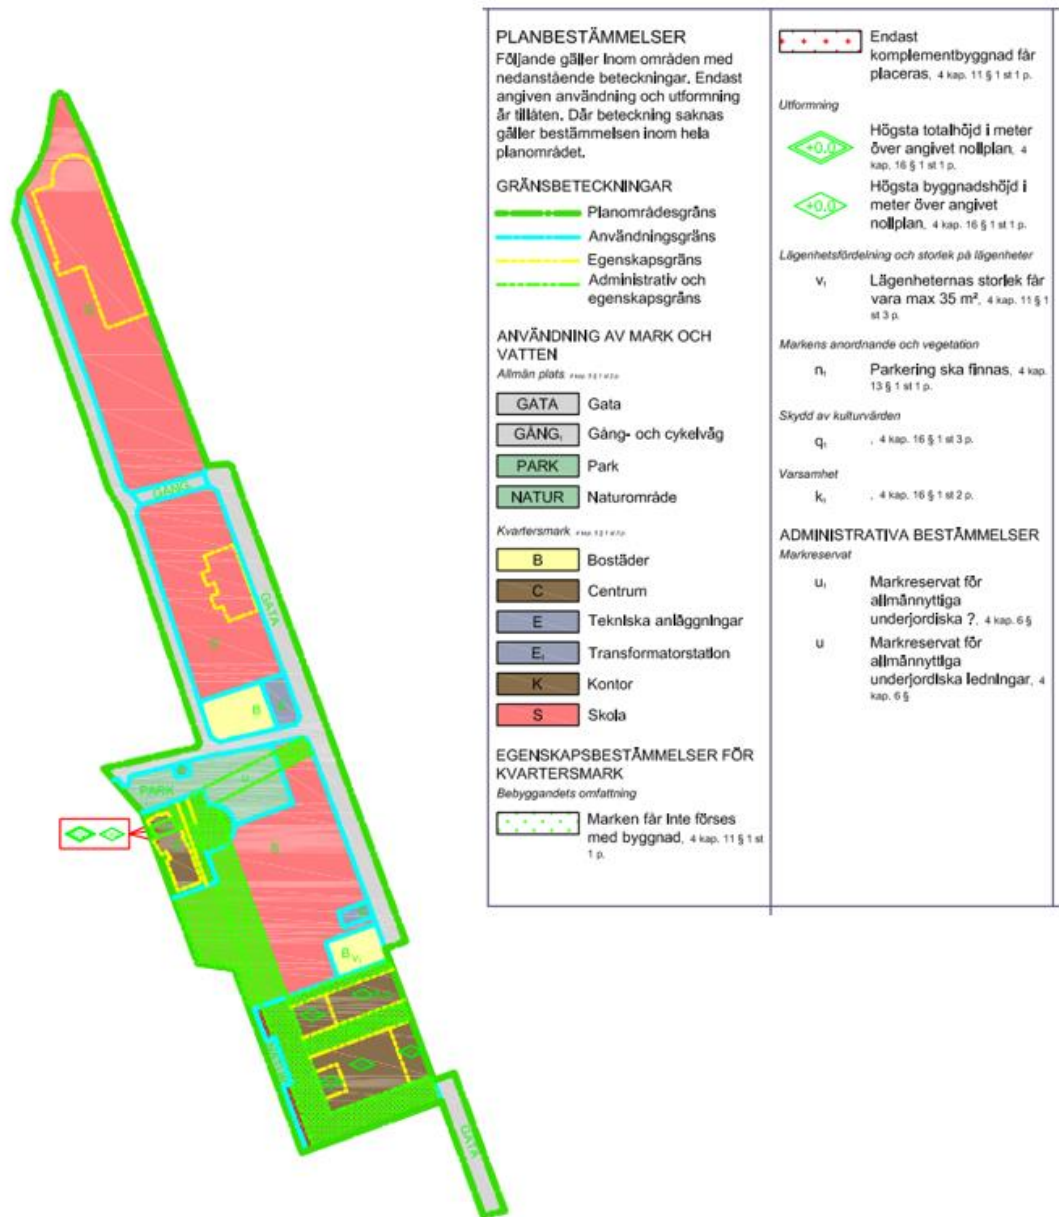 PLANBESTÄMMELSER
Följande gäller inom områden med
nedanstående beteckningar. Endast
angiven användning och utformning
är tillåten. Där beteckning saknas
gäller bestämmelsen inom hela
planområdet.
GRÄNSBETECKNINGAR
Planområdesgräns
Användningsgräns
Egenskapsgräns
Administrativ och
egenskapsgräns
ANVÄNDNING AV MARK OCH
VATTEN
Allmän plats
GATA Gata
GÅNG₁ Gång- och cykelväg
PARK Park
NATUR Naturområde
Kvartersmark
B Bostäder
C Centrum
E Tekniska anläggningar
E₁ Transformatorstation
K Kontor
S Skola
EGENSKAPSBESTÄMMELSER FÖR
KVARTERSMARK
Bebyggandets omfattning
Marken får inte förses
med byggnad, 4 kap. 11 § 1 st
1 p.
Endast
komplementbyggnad får
placeras, 4 kap. 11 § 1 st 1 p.
Utformning
+0.0 Högsta totalhöjd i meter
över angivet nollplan, 4
kap. 16 § 1 st 1 p.
+0.0 Högsta byggnadshöjd i
meter över angivet
nollplan, 4 kap. 16 § 1 st 1 p.
Lägenhetsfördelning och storlek på lägenheter
v₁ Lägenheternas storlek får
vara max 35 m², 4 kap. 11 § 1
st 3 p.
Markens anordnande och vegetation
n₁ Parkering ska finnas, 4 kap.
13 § 1 st 1 p.
Skydd av kulturvärden
q₁ , 4 kap. 16 § 1 st 3 p.
Varsamhet
k₁ , 4 kap. 16 § 1 st 2 p.
ADMINISTRATIVA BESTÄMMELSER
Markreservat
u₁ Markreservat för
allmännyttiga
underjordiska ?, 4 kap. 6 §
u Markreservat för
allmännyttiga
underjordiska ledningar, 4
kap. 6 §
GÅNG
GATA
B
PARK
B v₁
GATA